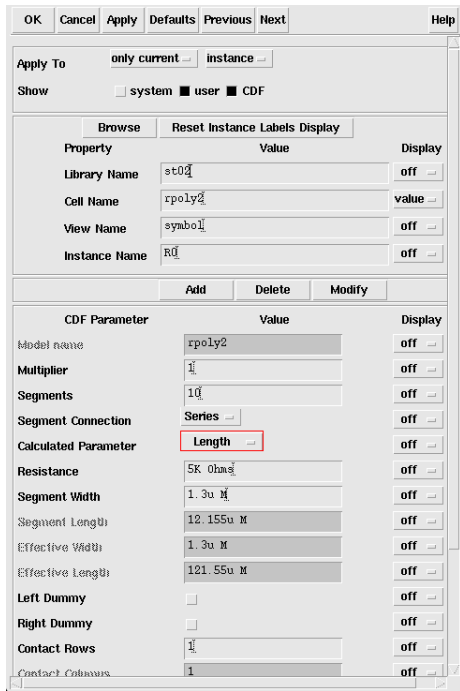 OK Cancel Apply Defaults Previous Next Help
Apply To only current instance
Show system user CDF
Browse Reset Instance Labels Display
Property Value Display
Library Name st02 off
Cell Name rpoly2 value
View Name symbol off
Instance Name R0 off
Add Delete Modify
CDF Parameter Value Display
Model name rpoly2 off
Multiplier 1 off
Segments 10 off
Segment Connection Series off
Calculated Parameter Length off
Resistance 5K Ohms off
Segment Width 1.3u M off
Segment Length 12.155u M off
Effective Width 1.3u M off
Effective Length 121.55u M off
Left Dummy off
Right Dummy off
Contact Rows 1 off
Contact Columns 1 off